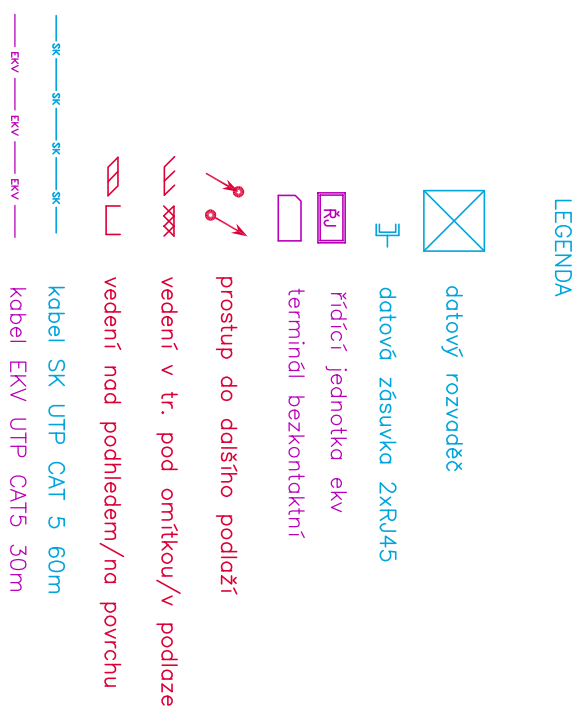 LEGENDA
datový rozvaděč
datová zásuvka 2xRJ45
ŘJ řídící jednotka ekv
terminál bezkontaktní
prostup do dalšího podlaží
vedení v tr. pod omítkou/v podlaze
vedení nad podhledem/na povrchu
SK SK SK SK kabel SK UTP CAT 5 60m
EKV EKV EKV kabel EKV UTP CAT5 30m